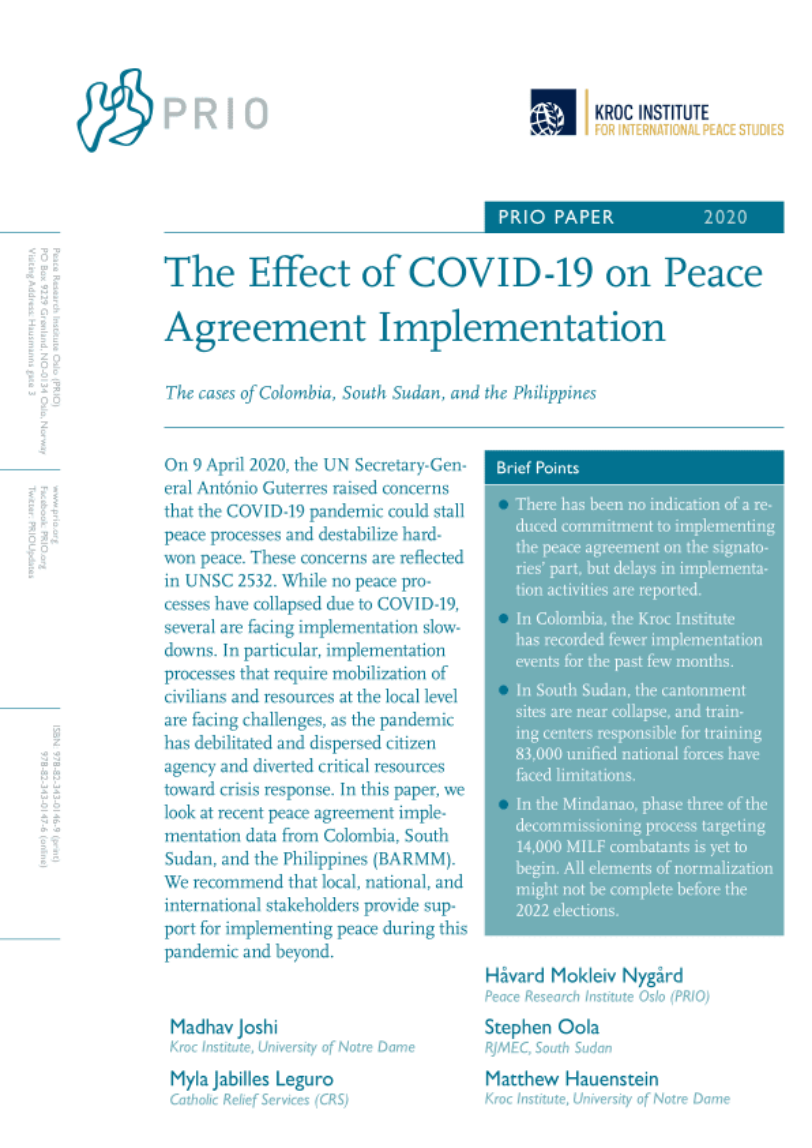 PRIO
KROC INSTITUTE
FOR INTERNATIONAL PEACE STUDIES
PRIO PAPER 2020
The Effect of COVID-19 on Peace
Agreement Implementation
The cases of Colombia, South Sudan, and the Philippines
Peace Research Institute Oslo (PRIO)
PO Box 9229 Grønland, NO-0134 Oslo, Norway
Visiting Address: Hausmanns gate 3
www.prio.org
Facebook: PRIO.org
Twitter: PRIOUpdates
ISBN: 978-82-343-0146-9 (print)
978-82-343-0147-6 (online)
On 9 April 2020, the UN Secretary-Gen-
eral António Guterres raised concerns
that the COVID-19 pandemic could stall
peace processes and destabilize hard-
won peace. These concerns are reflected
in UNSC 2532. While no peace pro-
cesses have collapsed due to COVID-19,
several are facing implementation slow-
downs. In particular, implementation
processes that require mobilization of
civilians and resources at the local level
are facing challenges, as the pandemic
has debilitated and dispersed citizen
agency and diverted critical resources
toward crisis response. In this paper, we
look at recent peace agreement imple-
mentation data from Colombia, South
Sudan, and the Philippines (BARMM).
We recommend that local, national, and
international stakeholders provide sup-
port for implementing peace during this
pandemic and beyond.
Brief Points
● There has been no indication of a re-
duced commitment to implementing
the peace agreement on the signato-
ries' part, but delays in implementa-
tion activities are reported.
● In Colombia, the Kroc Institute
has recorded fewer implementation
events for the past few months.
● In South Sudan, the cantonment
sites are near collapse, and train-
ing centers responsible for training
83,000 unified national forces have
faced limitations.
● In the Mindanao, phase three of the
decommissioning process targeting
14,000 MILF combatants is yet to
begin. All elements of normalization
might not be complete before the
2022 elections.
Håvard Mokleiv Nygård
Peace Research Institute Oslo (PRIO)
Madhav Joshi
Kroc Institute, University of Notre Dame
Stephen Oola
RJMEC, South Sudan
Myla Jabilles Leguro
Catholic Relief Services (CRS)
Matthew Hauenstein
Kroc Institute, University of Notre Dame